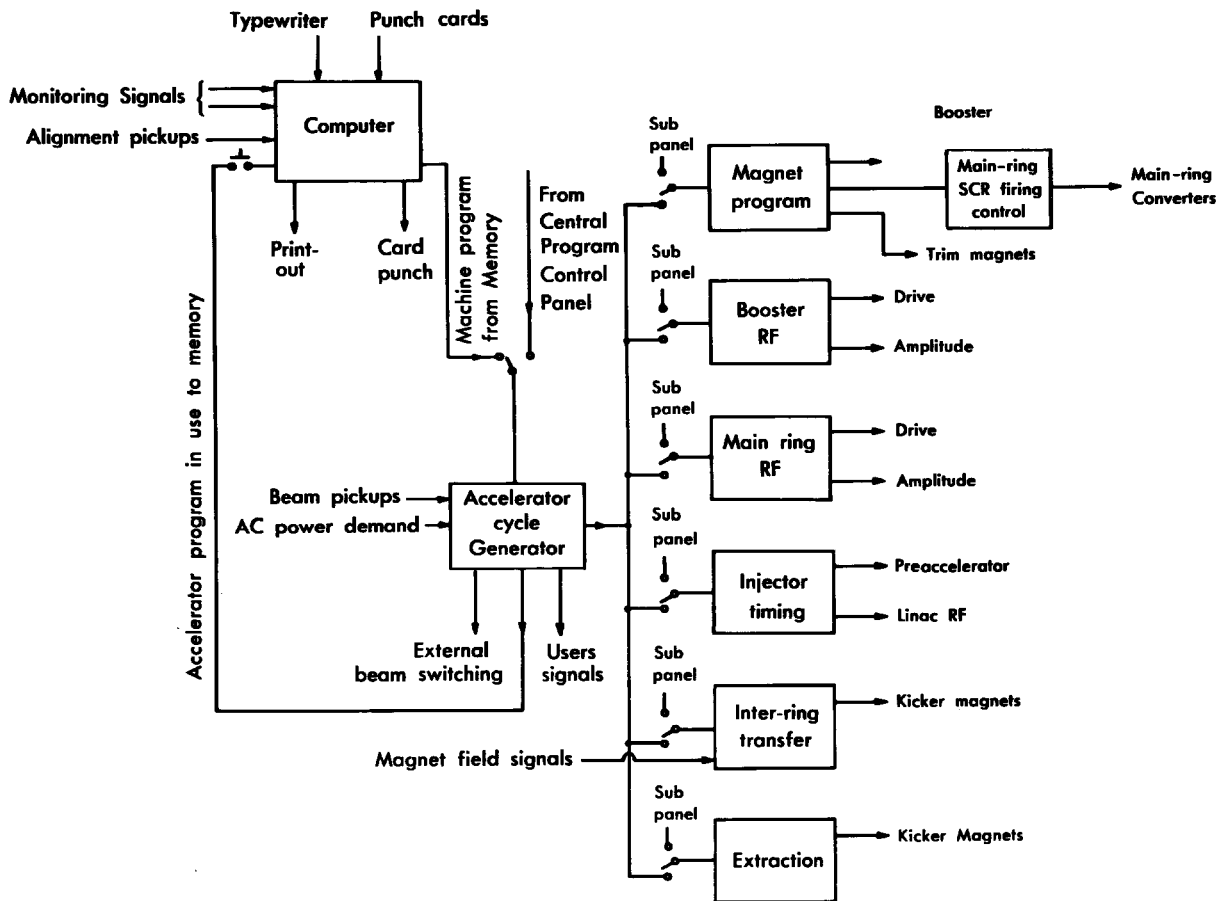 Typewriter
Punch cards
Monitoring Signals
Alignment pickups
Computer
Print-
out
Card
punch
Accelerator program in use to memory
Machine program
from Memory
From
Central
Program
Control
Panel
Beam pickups
AC power demand
Accelerator
cycle
Generator
External
beam switching
Users
signals
Sub
panel
Magnet
program
Booster
Main-ring
SCR firing
control
Main-ring
Converters
Trim magnets
Sub
panel
Booster
RF
Drive
Amplitude
Sub
panel
Main ring
RF
Drive
Amplitude
Sub
panel
Injector
timing
Preaccelerator
Linac RF
Sub
panel
Inter-ring
transfer
Kicker magnets
Magnet field signals
Sub
panel
Extraction
Kicker Magnets